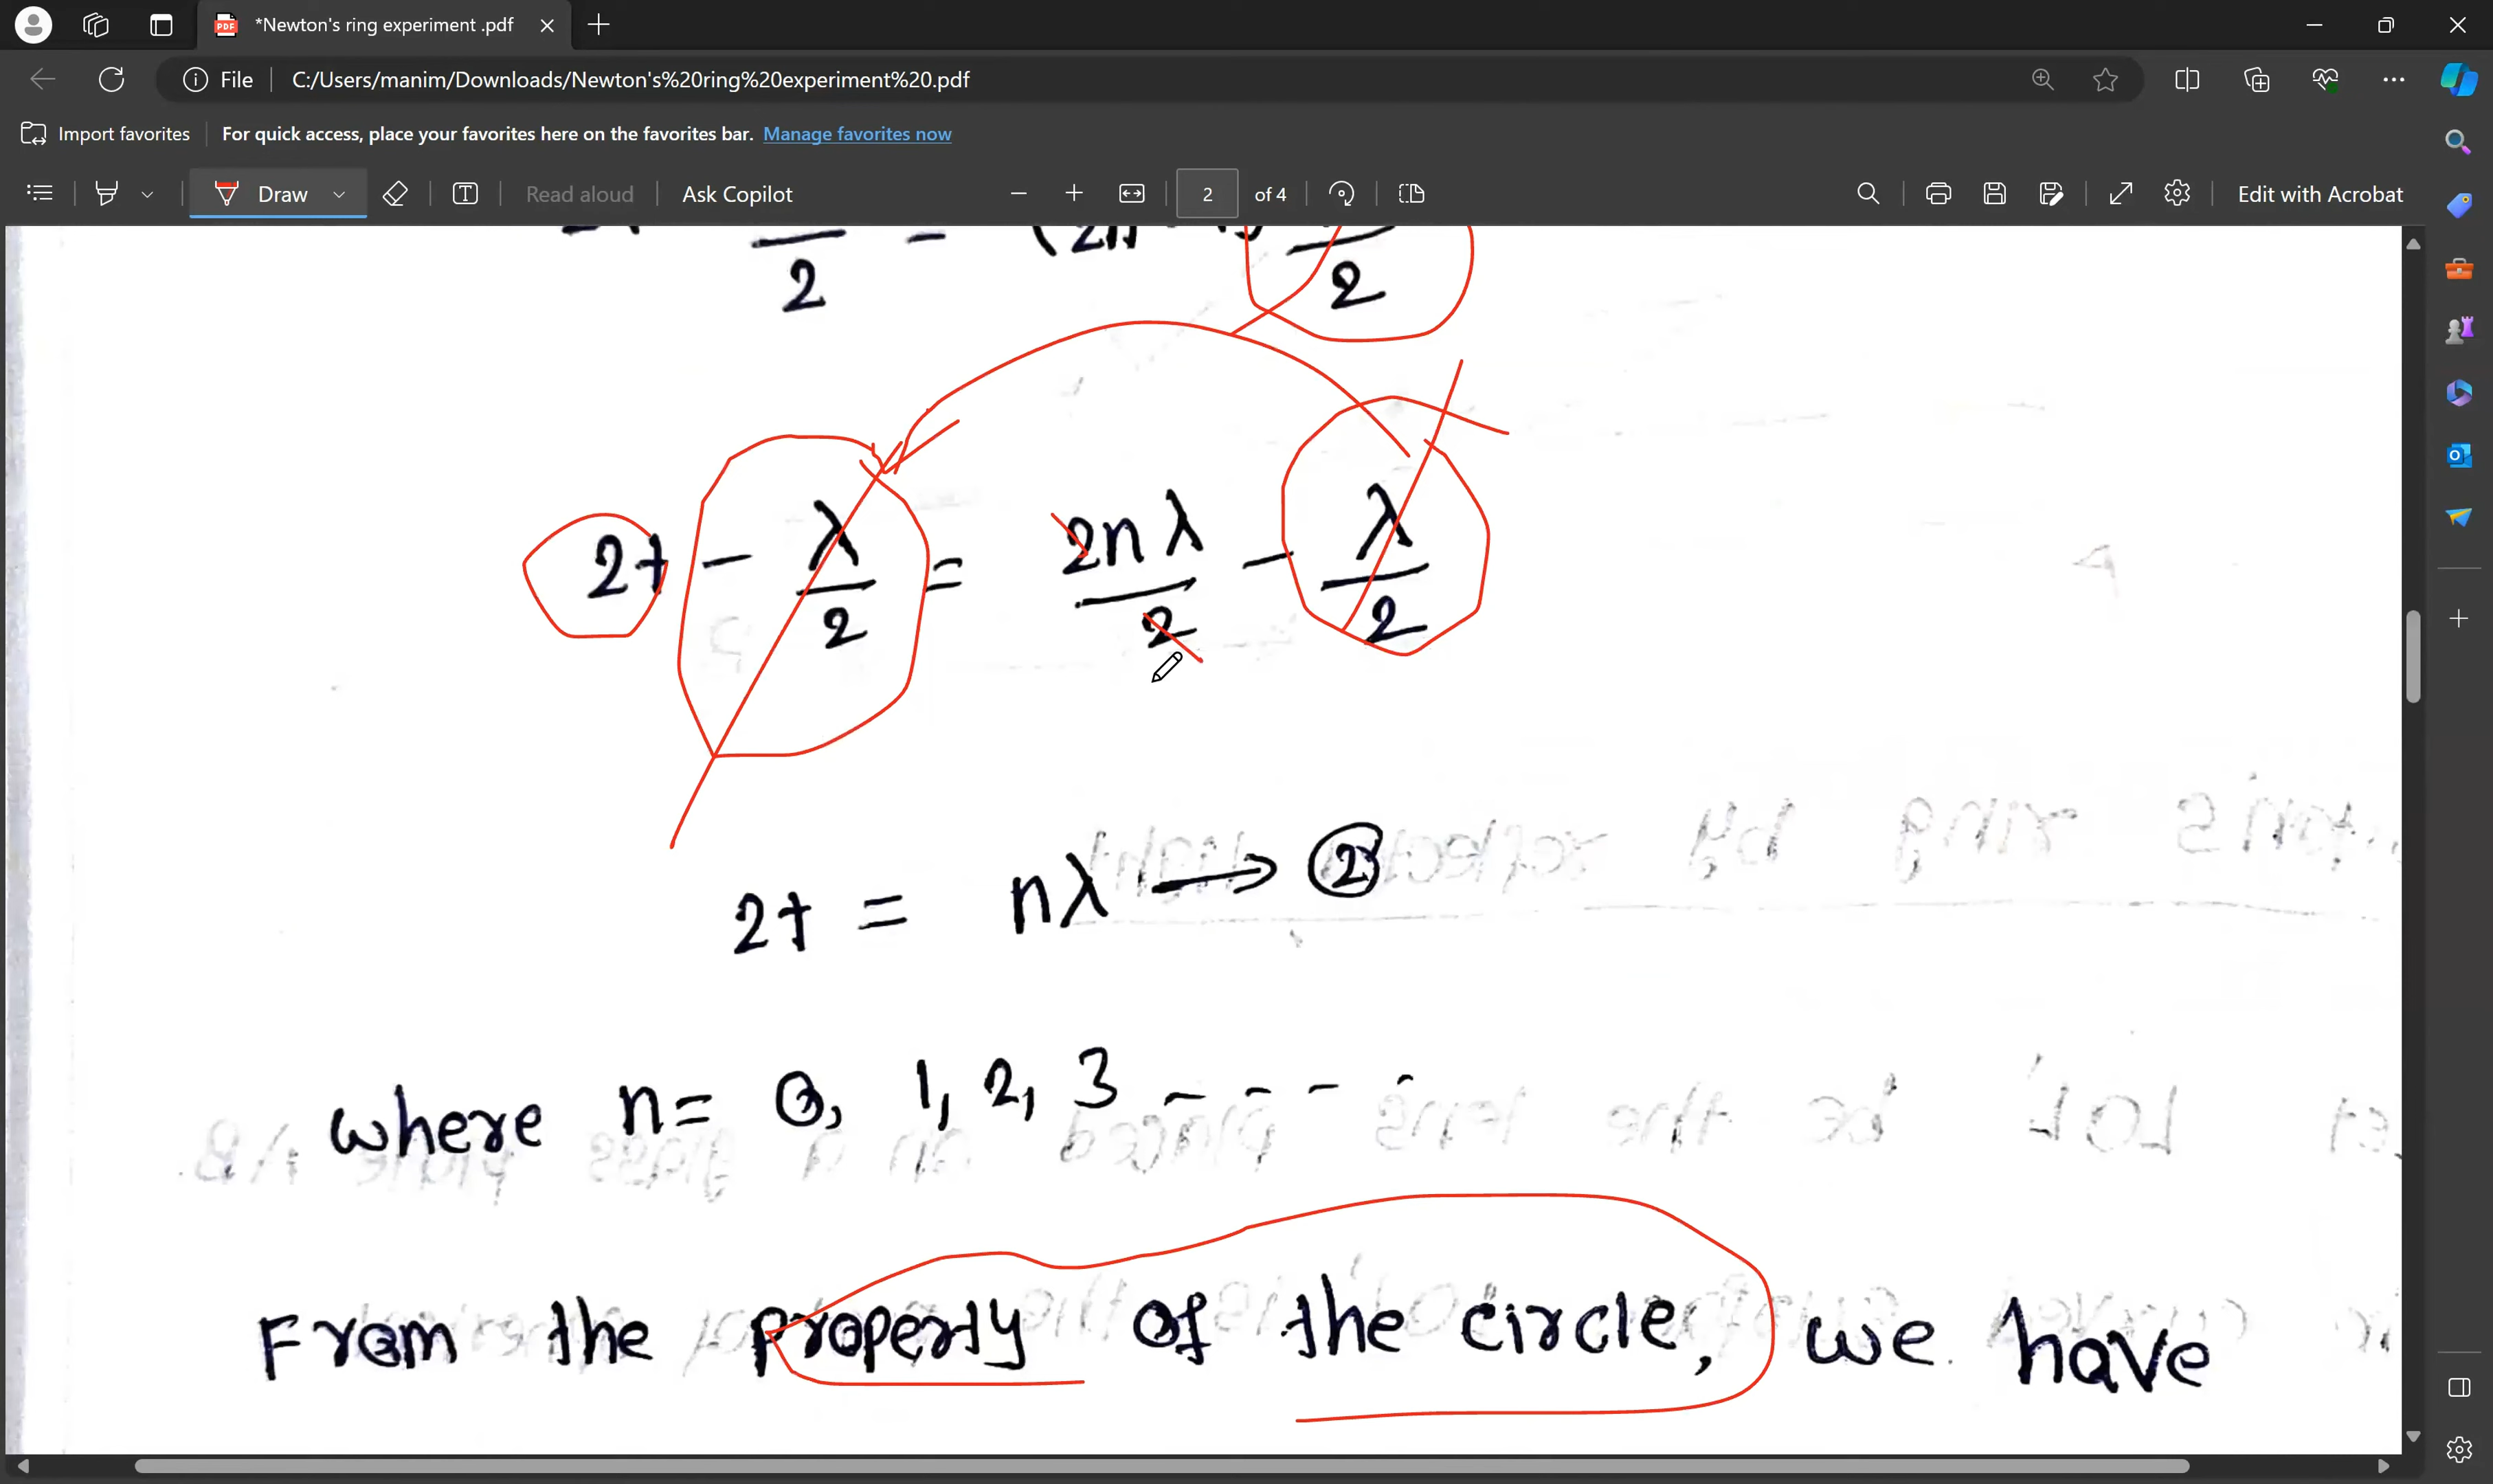 *Newton's ring experiment .pdf
File C:/Users/manim/Downloads/Newton's%20ring%20experiment%20.pdf
Import favorites For quick access, place your favorites here on the favorites bar. Manage favorites now
Draw Read aloud Ask Copilot 2 of 4 Edit with Acrobat
2t - λ/2 = 2nλ/2 - λ/2
2t = nλ → ②
where n = 0, 1, 2, 3 - - - -
From the property of the circle, we have